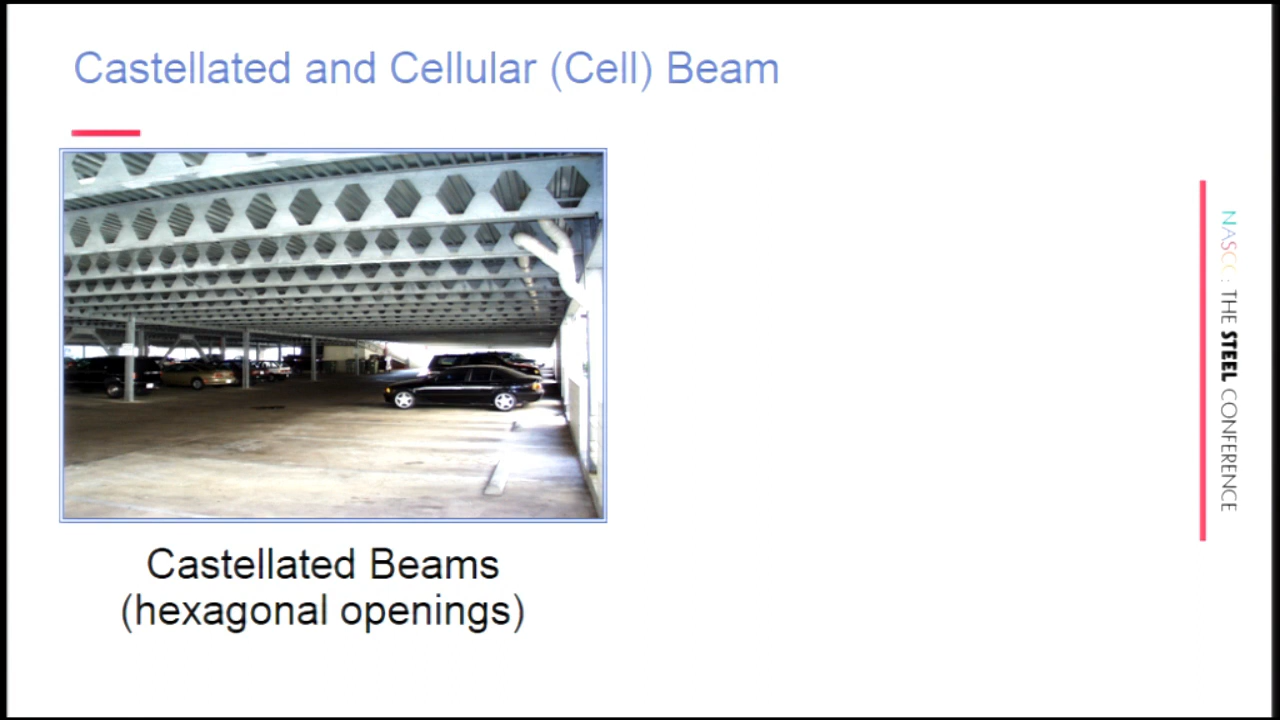 Castellated and Cellular (Cell) Beam
Castellated Beams
(hexagonal openings)
NASCC: THE STEEL CONFERENCE